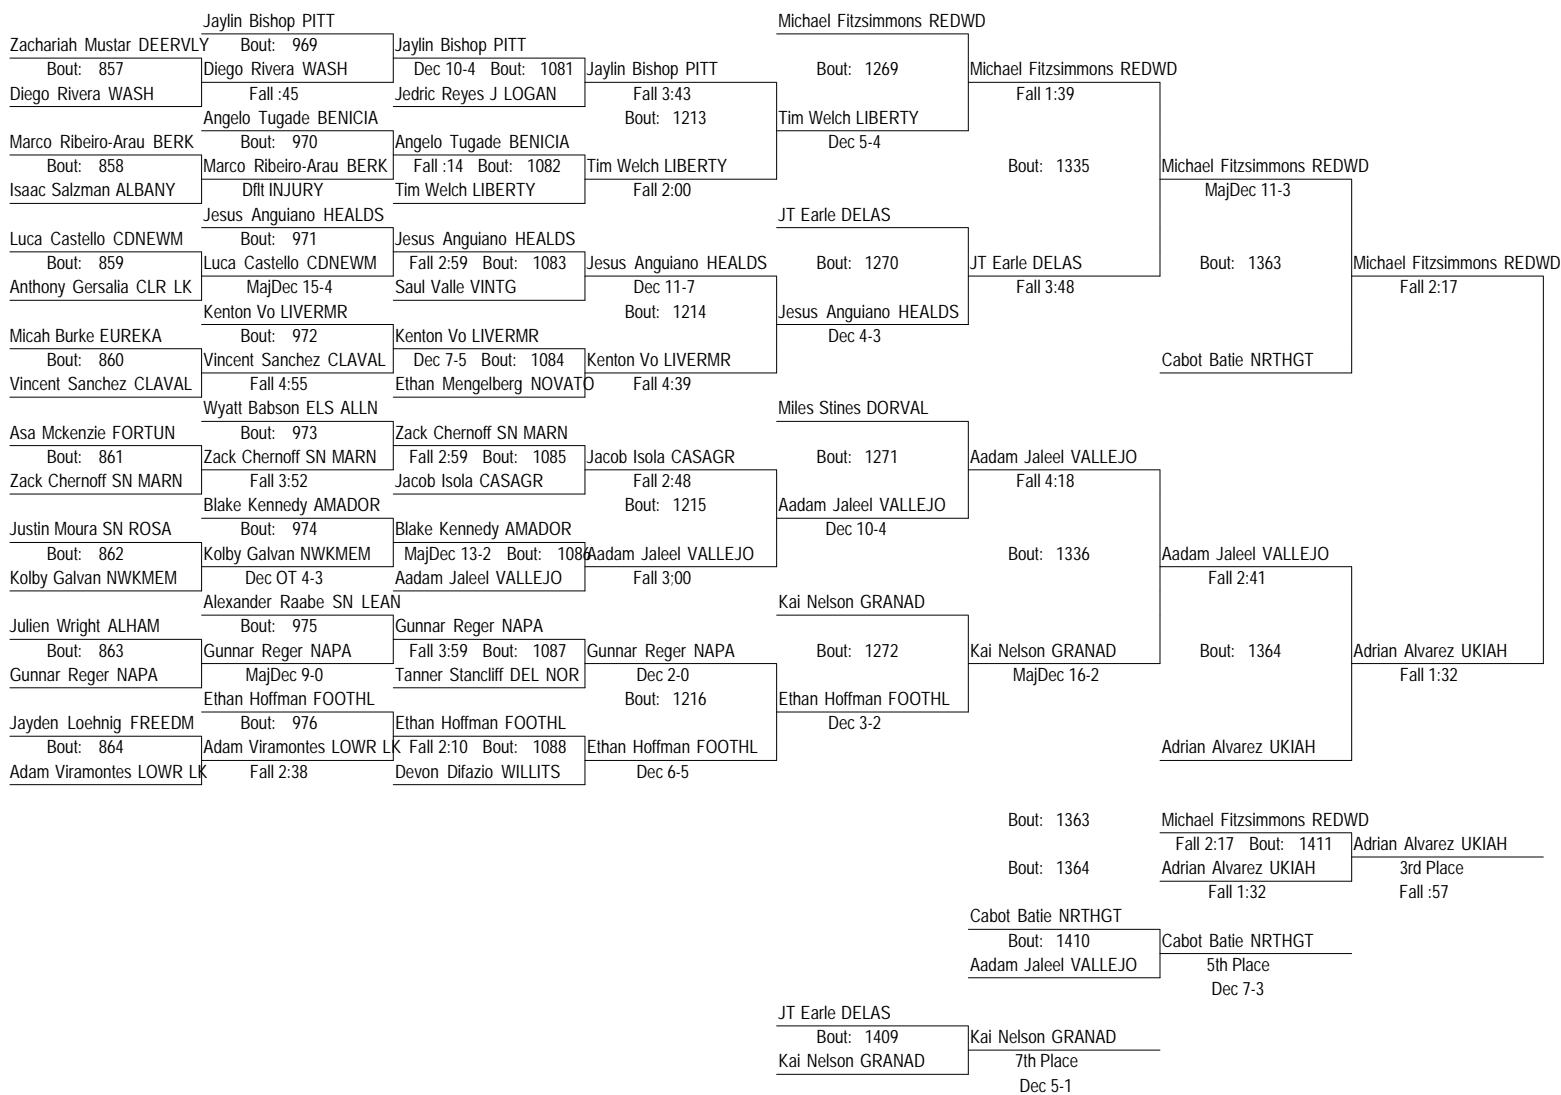 Jaylin Bishop PITT Michael Fitzsimmons REDWD
Zachariah Mustar DEERVLY Bout: 969 Jaylin Bishop PITT
Bout: 857 Diego Rivera WASH Dec 10-4 Bout: 1081 Jaylin Bishop PITT Bout: 1269 Michael Fitzsimmons REDWD
Diego Rivera WASH Fall :45 Jedric Reyes J LOGAN Fall 3:43 Fall 1:39
Angelo Tugade BENICIA Bout: 1213 Tim Welch LIBERTY
Marco Ribeiro-Arau BERK Bout: 970 Angelo Tugade BENICIA Dec 5-4
Bout: 858 Marco Ribeiro-Arau BERK Fall :14 Bout: 1082 Tim Welch LIBERTY Bout: 1335 Michael Fitzsimmons REDWD
Isaac Salzman ALBANY Dflt INJURY Tim Welch LIBERTY Fall 2:00 MajDec 11-3
Jesus Anguiano HEALDS JT Earle DELAS
Luca Castello CDNEWM Bout: 971 Jesus Anguiano HEALDS
Bout: 859 Luca Castello CDNEWM Fall 2:59 Bout: 1083 Jesus Anguiano HEALDS Bout: 1270 JT Earle DELAS Bout: 1363 Michael Fitzsimmons REDWD
Anthony Gersalia CLR LK MajDec 15-4 Saul Valle VINTG Dec 11-7 Fall 3:48 Fall 2:17
Kenton Vo LIVERMR Bout: 1214 Jesus Anguiano HEALDS
Micah Burke EUREKA Bout: 972 Kenton Vo LIVERMR Dec 4-3
Bout: 860 Vincent Sanchez CLAVAL Dec 7-5 Bout: 1084 Kenton Vo LIVERMR Cabot Batie NRTHGT
Vincent Sanchez CLAVAL Fall 4:55 Ethan Mengelberg NOVATO Fall 4:39
Wyatt Babson ELS ALLN Miles Stines DORVAL
Asa Mckenzie FORTUN Bout: 973 Zack Chernoff SN MARN
Bout: 861 Zack Chernoff SN MARN Fall 2:59 Bout: 1085 Jacob Isola CASAGR Bout: 1271 Aadam Jaleel VALLEJO
Zack Chernoff SN MARN Fall 3:52 Jacob Isola CASAGR Fall 2:48 Fall 4:18
Blake Kennedy AMADOR Bout: 1215 Aadam Jaleel VALLEJO
Justin Moura SN ROSA Bout: 974 Blake Kennedy AMADOR Dec 10-4
Bout: 862 Kolby Galvan NWKMEM MajDec 13-2 Bout: 1086 Aadam Jaleel VALLEJO Bout: 1336 Aadam Jaleel VALLEJO
Kolby Galvan NWKMEM Dec OT 4-3 Aadam Jaleel VALLEJO Fall 3;00 Fall 2:41
Alexander Raabe SN LEAN Kai Nelson GRANAD
Julien Wright ALHAM Bout: 975 Gunnar Reger NAPA
Bout: 863 Gunnar Reger NAPA Fall 3:59 Bout: 1087 Gunnar Reger NAPA Bout: 1272 Kai Nelson GRANAD Bout: 1364 Adrian Alvarez UKIAH
Gunnar Reger NAPA MajDec 9-0 Tanner Stancliff DEL NOR Dec 2-0 MajDec 16-2 Fall 1:32
Ethan Hoffman FOOTHL Bout: 1216 Ethan Hoffman FOOTHL
Jayden Loehnig FREEDM Bout: 976 Ethan Hoffman FOOTHL Dec 3-2
Bout: 864 Adam Viramontes LOWR LK Fall 2:10 Bout: 1088 Ethan Hoffman FOOTHL Adrian Alvarez UKIAH
Adam Viramontes LOWR LK Fall 2:38 Devon Difazio WILLITS Dec 6-5
Bout: 1363 Michael Fitzsimmons REDWD
Fall 2:17 Bout: 1411 Adrian Alvarez UKIAH
Bout: 1364 Adrian Alvarez UKIAH 3rd Place
Fall 1:32 Fall :57
Cabot Batie NRTHGT
Bout: 1410 Cabot Batie NRTHGT
Aadam Jaleel VALLEJO 5th Place
Dec 7-3
JT Earle DELAS
Bout: 1409 Kai Nelson GRANAD
Kai Nelson GRANAD 7th Place
Dec 5-1